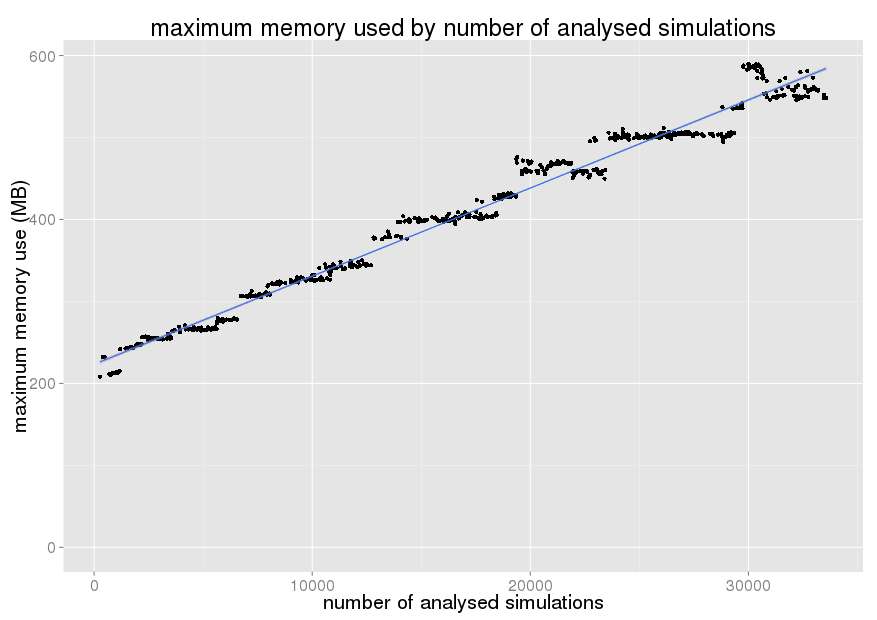 maximum memory used by number of analysed simulations
maximum memory use (MB)
600
400
200
0
0 10000 20000 30000
number of analysed simulations